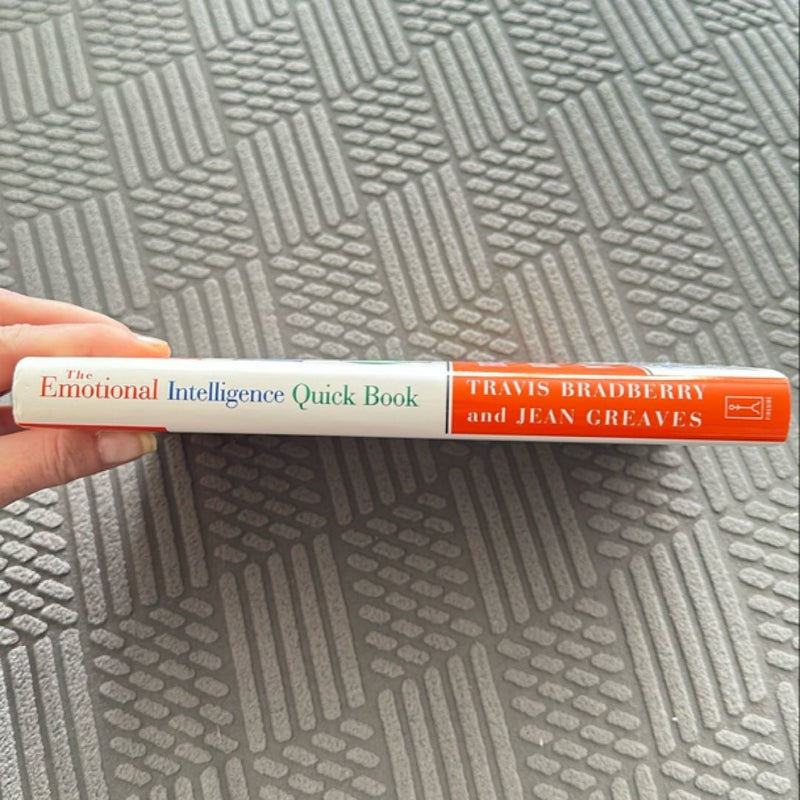 The
Emotional Intelligence Quick Book
TRAVIS BRADBERRY
and JEAN GREAVES